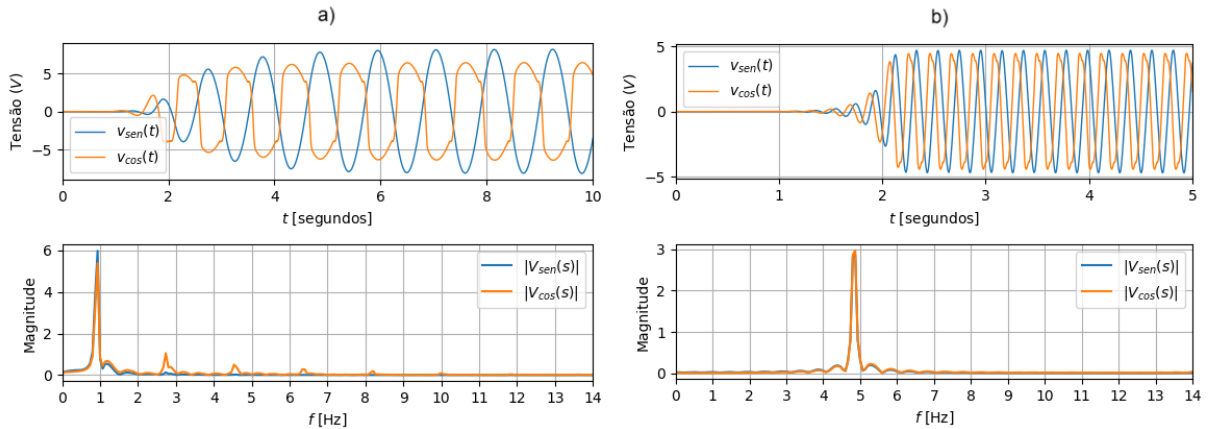 a)
Tensão (V)
5
0
−5
v_sen(t)
v_cos(t)
0 2 4 6 8 10
t [segundos]
Magnitude
6
4
2
0
|V_sen(s)|
|V_cos(s)|
0 1 2 3 4 5 6 7 8 9 10 11 12 13 14
f [Hz]
b)
Tensão (V)
5
0
−5
v_sen(t)
v_cos(t)
0 1 2 3 4 5
t [segundos]
Magnitude
3
2
1
0
|V_sen(s)|
|V_cos(s)|
0 1 2 3 4 5 6 7 8 9 10 11 12 13 14
f [Hz]